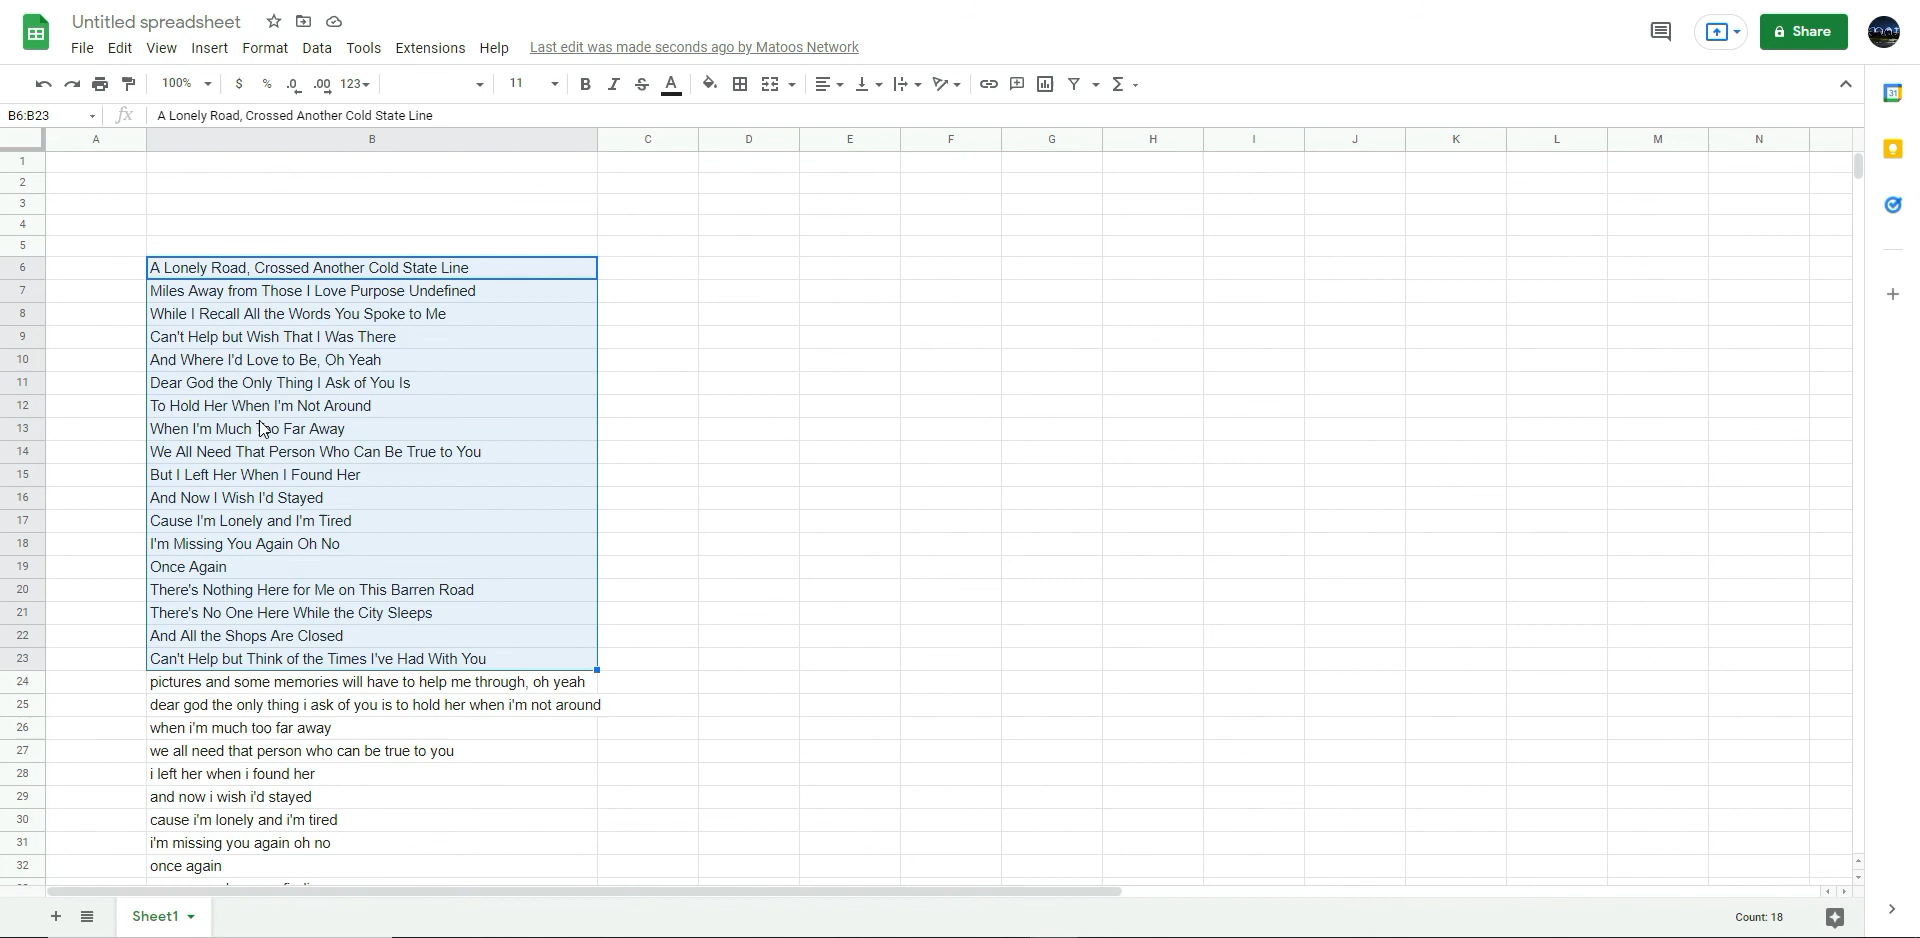 Untitled spreadsheet
File Edit View Insert Format Data Tools Extensions Help Last edit was made seconds ago by Matoos Network
Share
100% $ % .0 .00 123 11 B I S A
31
B6:B23 fx A Lonely Road, Crossed Another Cold State Line
A B C D E F G H I J K L M N
1
2
3
4
5
6 A Lonely Road, Crossed Another Cold State Line
7 Miles Away from Those I Love Purpose Undefined
8 While I Recall All the Words You Spoke to Me
9 Can't Help but Wish That I Was There
10 And Where I'd Love to Be, Oh Yeah
11 Dear God the Only Thing I Ask of You Is
12 To Hold Her When I'm Not Around
13 When I'm Much Too Far Away
14 We All Need That Person Who Can Be True to You
15 But I Left Her When I Found Her
16 And Now I Wish I'd Stayed
17 Cause I'm Lonely and I'm Tired
18 I'm Missing You Again Oh No
19 Once Again
20 There's Nothing Here for Me on This Barren Road
21 There's No One Here While the City Sleeps
22 And All the Shops Are Closed
23 Can't Help but Think of the Times I've Had With You
24 pictures and some memories will have to help me through, oh yeah
25 dear god the only thing i ask of you is to hold her when i'm not around
26 when i'm much too far away
27 we all need that person who can be true to you
28 i left her when i found her
29 and now i wish i'd stayed
30 cause i'm lonely and i'm tired
31 i'm missing you again oh no
32 once again
Sheet1 Count: 18